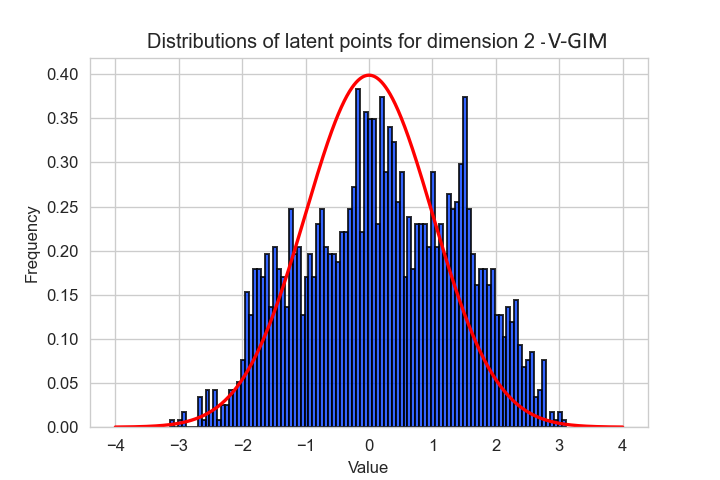 Distributions of latent points for dimension 2 - V-GIM
0.40
0.35
0.30
0.25
0.20
0.15
0.10
0.05
0.00
Frequency
−4 −3 −2 −1 0 1 2 3 4
Value